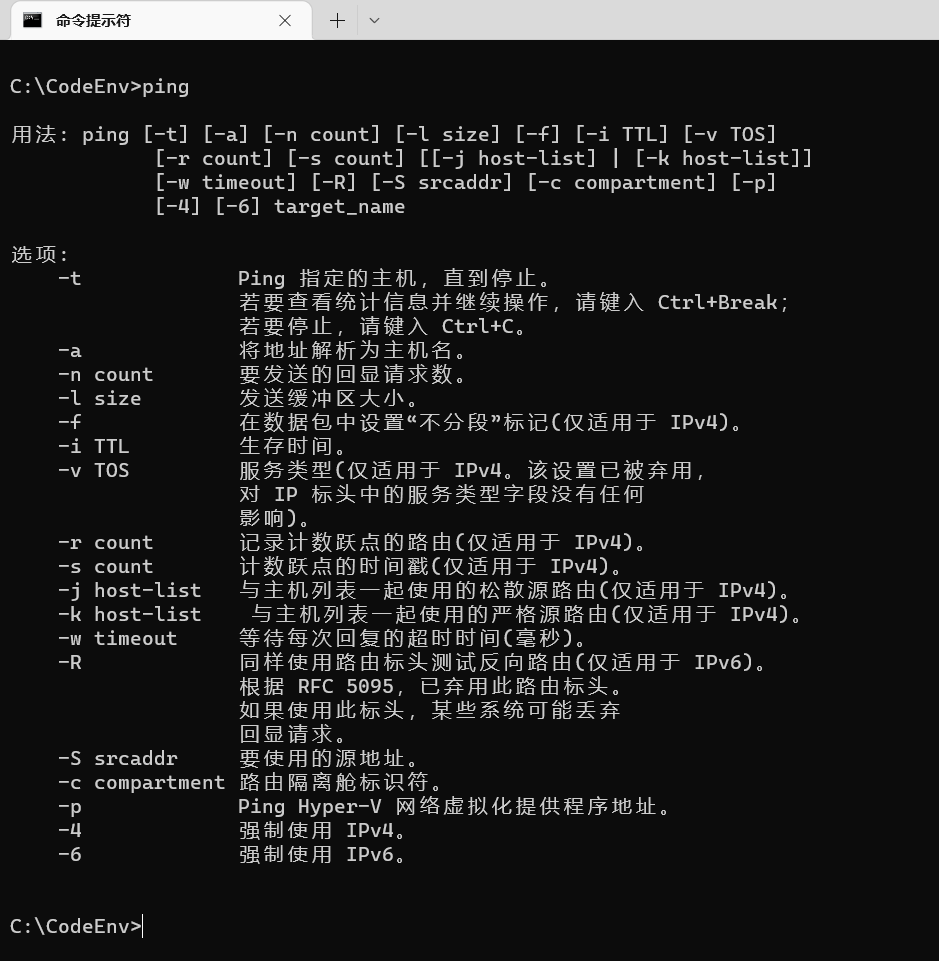 命令提示符
C:\CodeEnv>ping
用法: ping [-t] [-a] [-n count] [-l size] [-f] [-i TTL] [-v TOS]
            [-r count] [-s count] [[-j host-list] | [-k host-list]]
            [-w timeout] [-R] [-S srcaddr] [-c compartment] [-p]
            [-4] [-6] target_name
选项:
    -t             Ping 指定的主机，直到停止。
                   若要查看统计信息并继续操作，请键入 Ctrl+Break;
                   若要停止，请键入 Ctrl+C。
    -a             将地址解析为主机名。
    -n count       要发送的回显请求数。
    -l size        发送缓冲区大小。
    -f             在数据包中设置“不分段”标记(仅适用于 IPv4)。
    -i TTL         生存时间。
    -v TOS         服务类型(仅适用于 IPv4。该设置已被弃用，
                   对 IP 标头中的服务类型字段没有任何
                   影响)。
    -r count       记录计数跃点的路由(仅适用于 IPv4)。
    -s count       计数跃点的时间戳(仅适用于 IPv4)。
    -j host-list   与主机列表一起使用的松散源路由(仅适用于 IPv4)。
    -k host-list    与主机列表一起使用的严格源路由(仅适用于 IPv4)。
    -w timeout     等待每次回复的超时时间(毫秒)。
    -R             同样使用路由标头测试反向路由(仅适用于 IPv6)。
                   根据 RFC 5095，已弃用此路由标头。
                   如果使用此标头，某些系统可能丢弃
                   回显请求。
    -S srcaddr     要使用的源地址。
    -c compartment 路由隔离舱标识符。
    -p             Ping Hyper-V 网络虚拟化提供程序地址。
    -4             强制使用 IPv4。
    -6             强制使用 IPv6。
C:\CodeEnv>